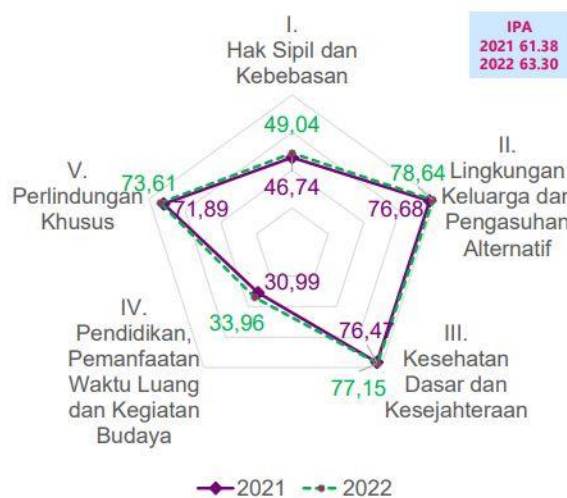 IPA
2021 61.38
2022 63.30
I.
Hak Sipil dan
Kebebasan
49,04
46,74
II.
Lingkungan
Keluarga dan
Pengasuhan
Alternatif
78,64
76,68
III.
Kesehatan
Dasar dan
Kesejahteraan
76,47
77,15
IV.
Pendidikan,
Pemanfaatan
Waktu Luang
dan Kegiatan
Budaya
30,99
33,96
V.
Perlindungan
Khusus
73,61
71,89
2021 2022